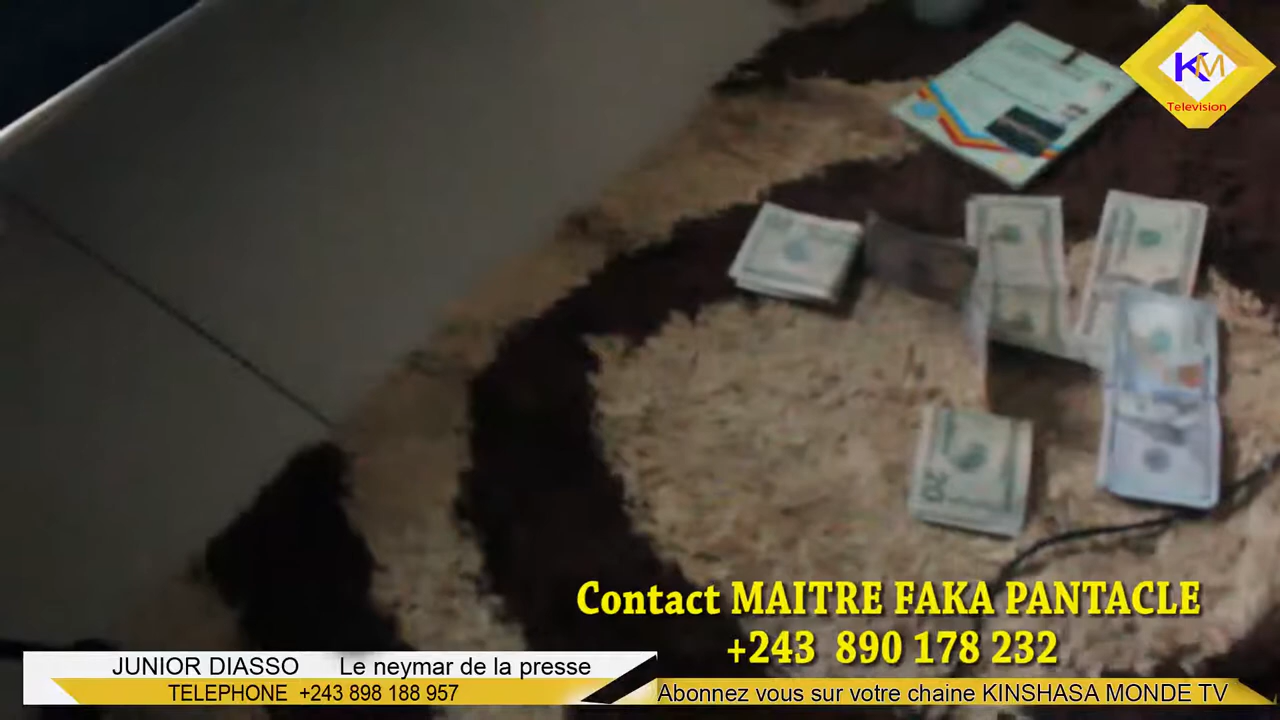 KM
Television
20
Contact MAITRE FAKA PANTACLE
+243 890 178 232
JUNIOR DIASSO Le neymar de la presse
TELEPHONE +243 898 188 957
Abonnez vous sur votre chaine KINSHASA MONDE TV